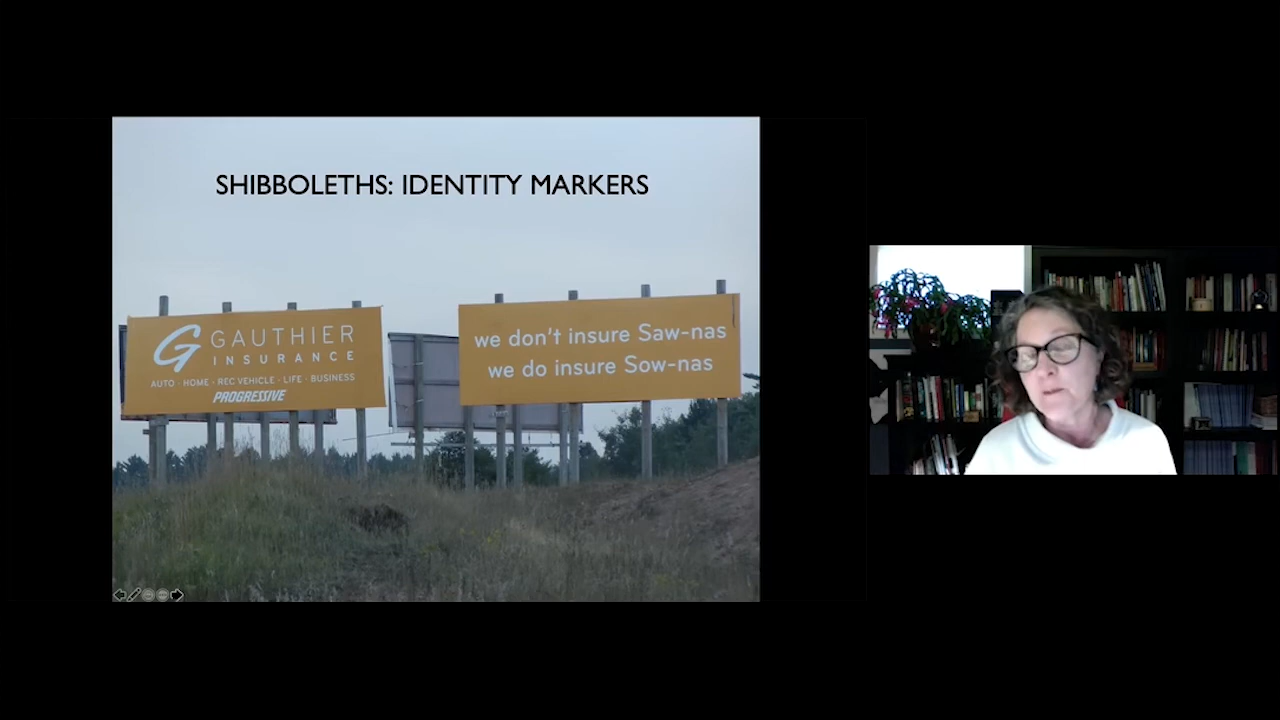 SHIBBOLETHS: IDENTITY MARKERS
G GAUTHIER
INSURANCE
AUTO · HOME · REC VEHICLE · LIFE · BUSINESS
PROGRESSIVE
we don't insure Saw-nas
we do insure Sow-nas